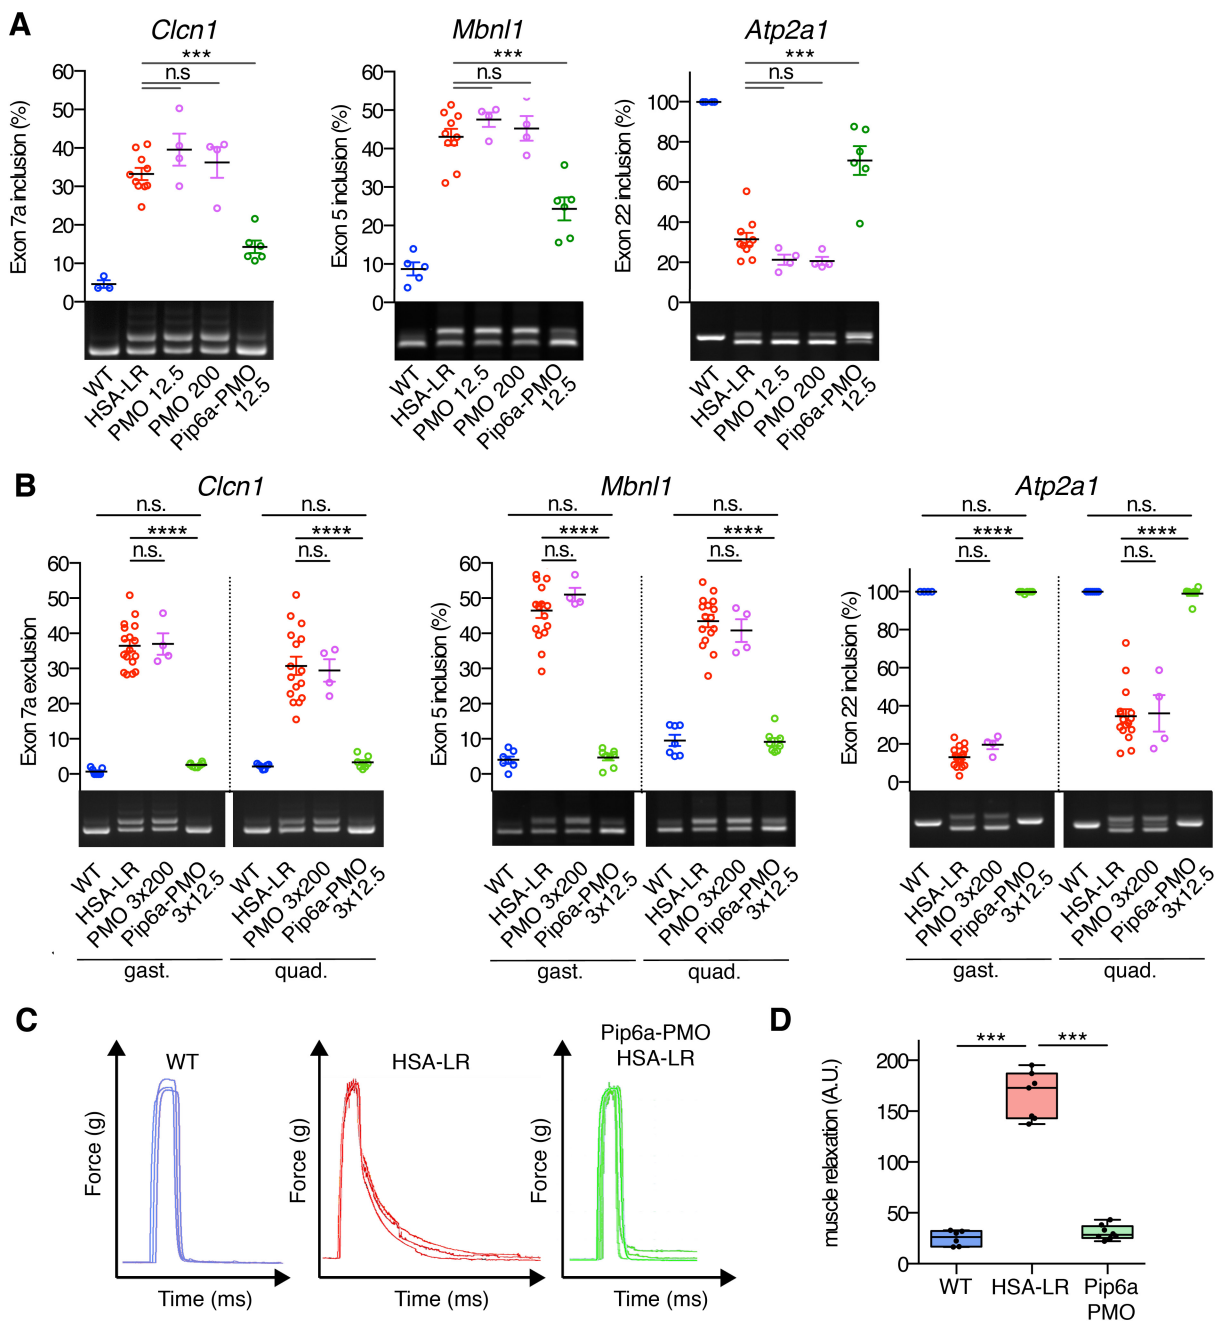 A
Clcn1
Mbnl1
Atp2a1
***
n.s
***
n.s
***
n.s
Exon 7a inclusion (%)
60
50
40
30
20
10
0
Exon 5 inclusion (%)
60
50
40
30
20
10
0
Exon 22 inclusion (%)
100
80
60
40
20
0
WT
HSA-LR
PMO 12.5
PMO 200
Pip6a-PMO
12.5
WT
HSA-LR
PMO 12.5
PMO 200
Pip6a-PMO
12.5
WT
HSA-LR
PMO 12.5
PMO 200
Pip6a-PMO
12.5
B
Clcn1
Mbnl1
Atp2a1
n.s.
****
n.s.
n.s.
****
n.s.
n.s.
****
n.s.
n.s.
****
n.s.
n.s.
****
n.s.
n.s.
****
n.s.
Exon 7a exclusion
60
50
40
30
20
10
0
Exon 5 inclusion (%)
60
50
40
30
20
10
0
Exon 22 inclusion (%)
100
80
60
40
20
0
WT
HSA-LR
PMO 3x200
Pip6a-PMO
3x12.5
WT
HSA-LR
PMO 3x200
Pip6a-PMO
3x12.5
WT
HSA-LR
PMO 3x200
Pip6a-PMO
3x12.5
WT
HSA-LR
PMO 3x200
Pip6a-PMO
3x12.5
WT
HSA-LR
PMO 3x200
Pip6a-PMO
3x12.5
WT
HSA-LR
PMO 3x200
Pip6a-PMO
3x12.5
gast.
quad.
gast.
quad.
gast.
quad.
C
WT
Force (g)
Time (ms)
HSA-LR
Force (g)
Time (ms)
Pip6a-PMO
HSA-LR
Force (g)
Time (ms)
D
***
***
muscle relaxation (A.U.)
200
150
100
50
0
WT
HSA-LR
Pip6a
PMO